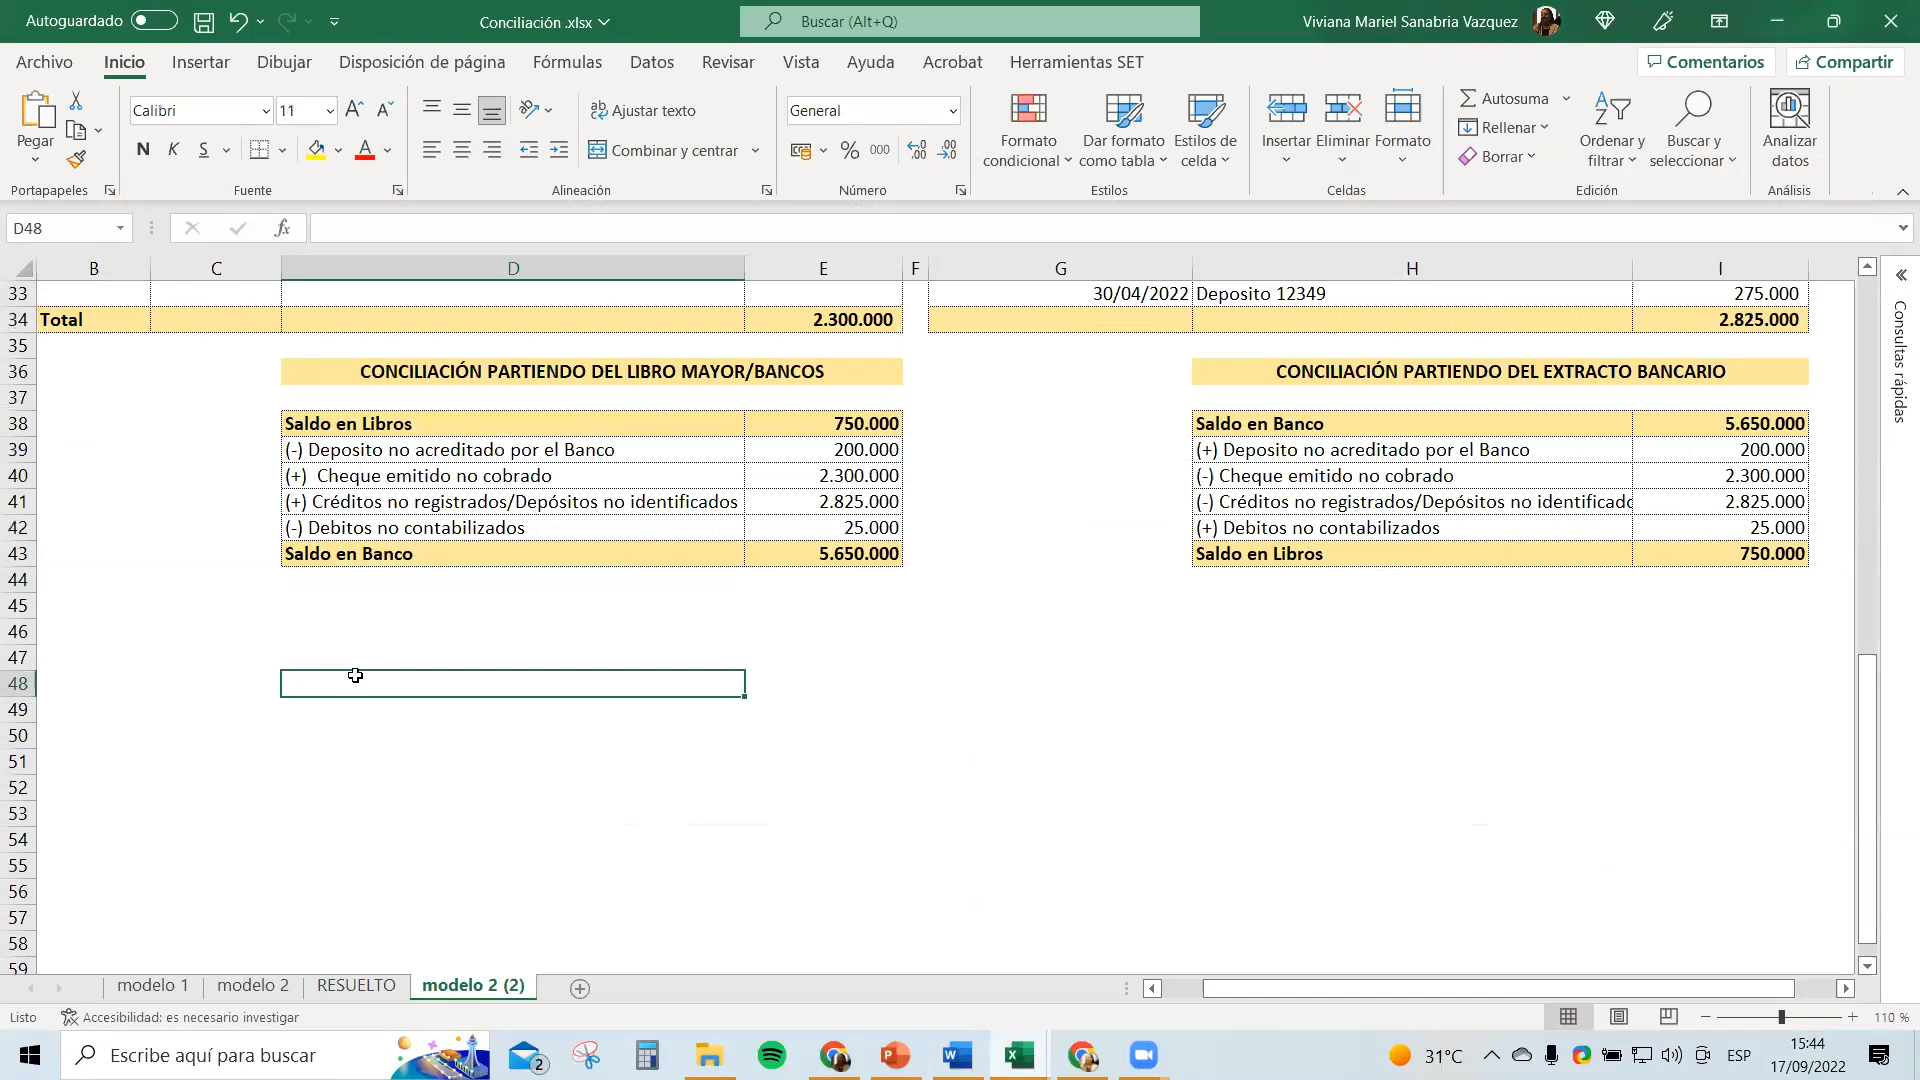 Autoguardado
Conciliación .xlsx
Buscar (Alt+Q)
Viviana Mariel Sanabria Vazquez
Archivo Inicio Insertar Dibujar Disposición de página Fórmulas Datos Revisar Vista Ayuda Acrobat Herramientas SET
Comentarios Compartir
Pegar
Portapapeles
Calibri 11
N K S
Fuente
Ajustar texto
Combinar y centrar
Alineación
General
% 000
Número
Formato condicional
Dar formato como tabla
Estilos de celda
Estilos
Insertar Eliminar Formato
Celdas
Autosuma
Rellenar
Borrar
Ordenar y filtrar
Buscar y seleccionar
Edición
Analizar datos
Análisis
D48
fx
B C D E F G H I
33 30/04/2022 Deposito 12349 275.000
34 Total 2.300.000 2.825.000
35
36 CONCILIACIÓN PARTIENDO DEL LIBRO MAYOR/BANCOS CONCILIACIÓN PARTIENDO DEL EXTRACTO BANCARIO
37
38 Saldo en Libros 750.000 Saldo en Banco 5.650.000
39 (-) Deposito no acreditado por el Banco 200.000 (+) Deposito no acreditado por el Banco 200.000
40 (+) Cheque emitido no cobrado 2.300.000 (-) Cheque emitido no cobrado 2.300.000
41 (+) Créditos no registrados/Depósitos no identificados 2.825.000 (-) Créditos no registrados/Depósitos no identificado 2.825.000
42 (-) Debitos no contabilizados 25.000 (+) Debitos no contabilizados 25.000
43 Saldo en Banco 5.650.000 Saldo en Libros 750.000
44
45
46
47
48
49
50
51
52
53
54
55
56
57
58
59
Consultas rápidas
modelo 1 modelo 2 RESUELTO modelo 2 (2)
Listo Accesibilidad: es necesario investigar
110 %
Escribe aquí para buscar
2
31°C
ESP
15:44
17/09/2022